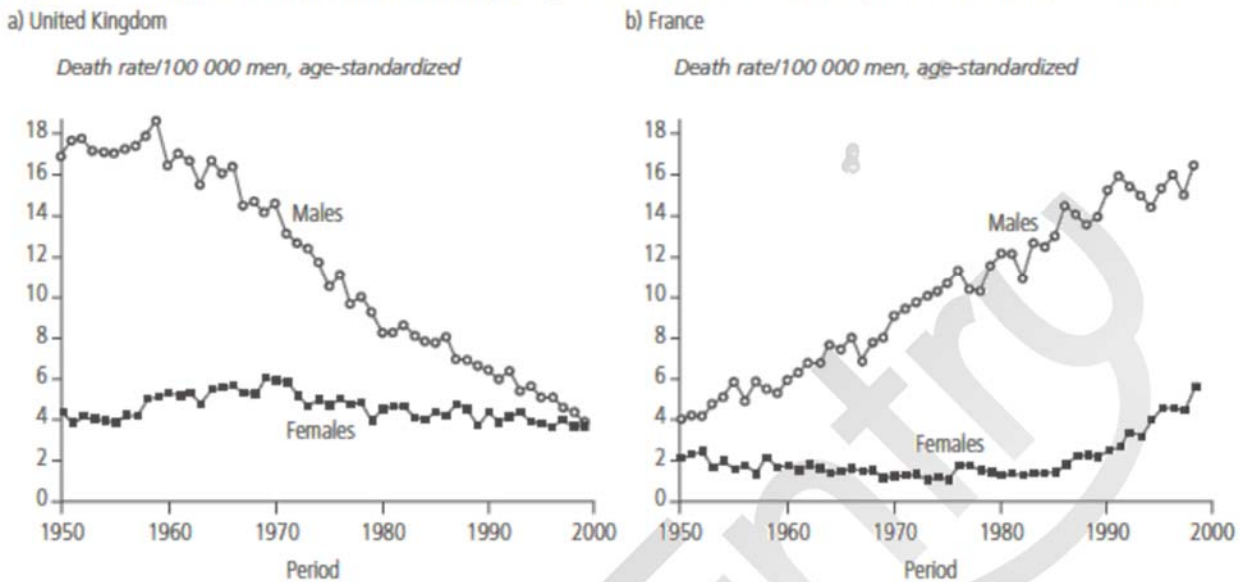 a) United Kingdom
Death rate/100 000 men, age-standardized
18
16
14
12
10
8
6
4
2
0
Males
Females
1950 1960 1970 1980 1990 2000
Period
b) France
Death rate/100 000 men, age-standardized
18
16
14
12
10
8
6
4
2
0
Males
Females
1950 1960 1970 1980 1990 2000
Period